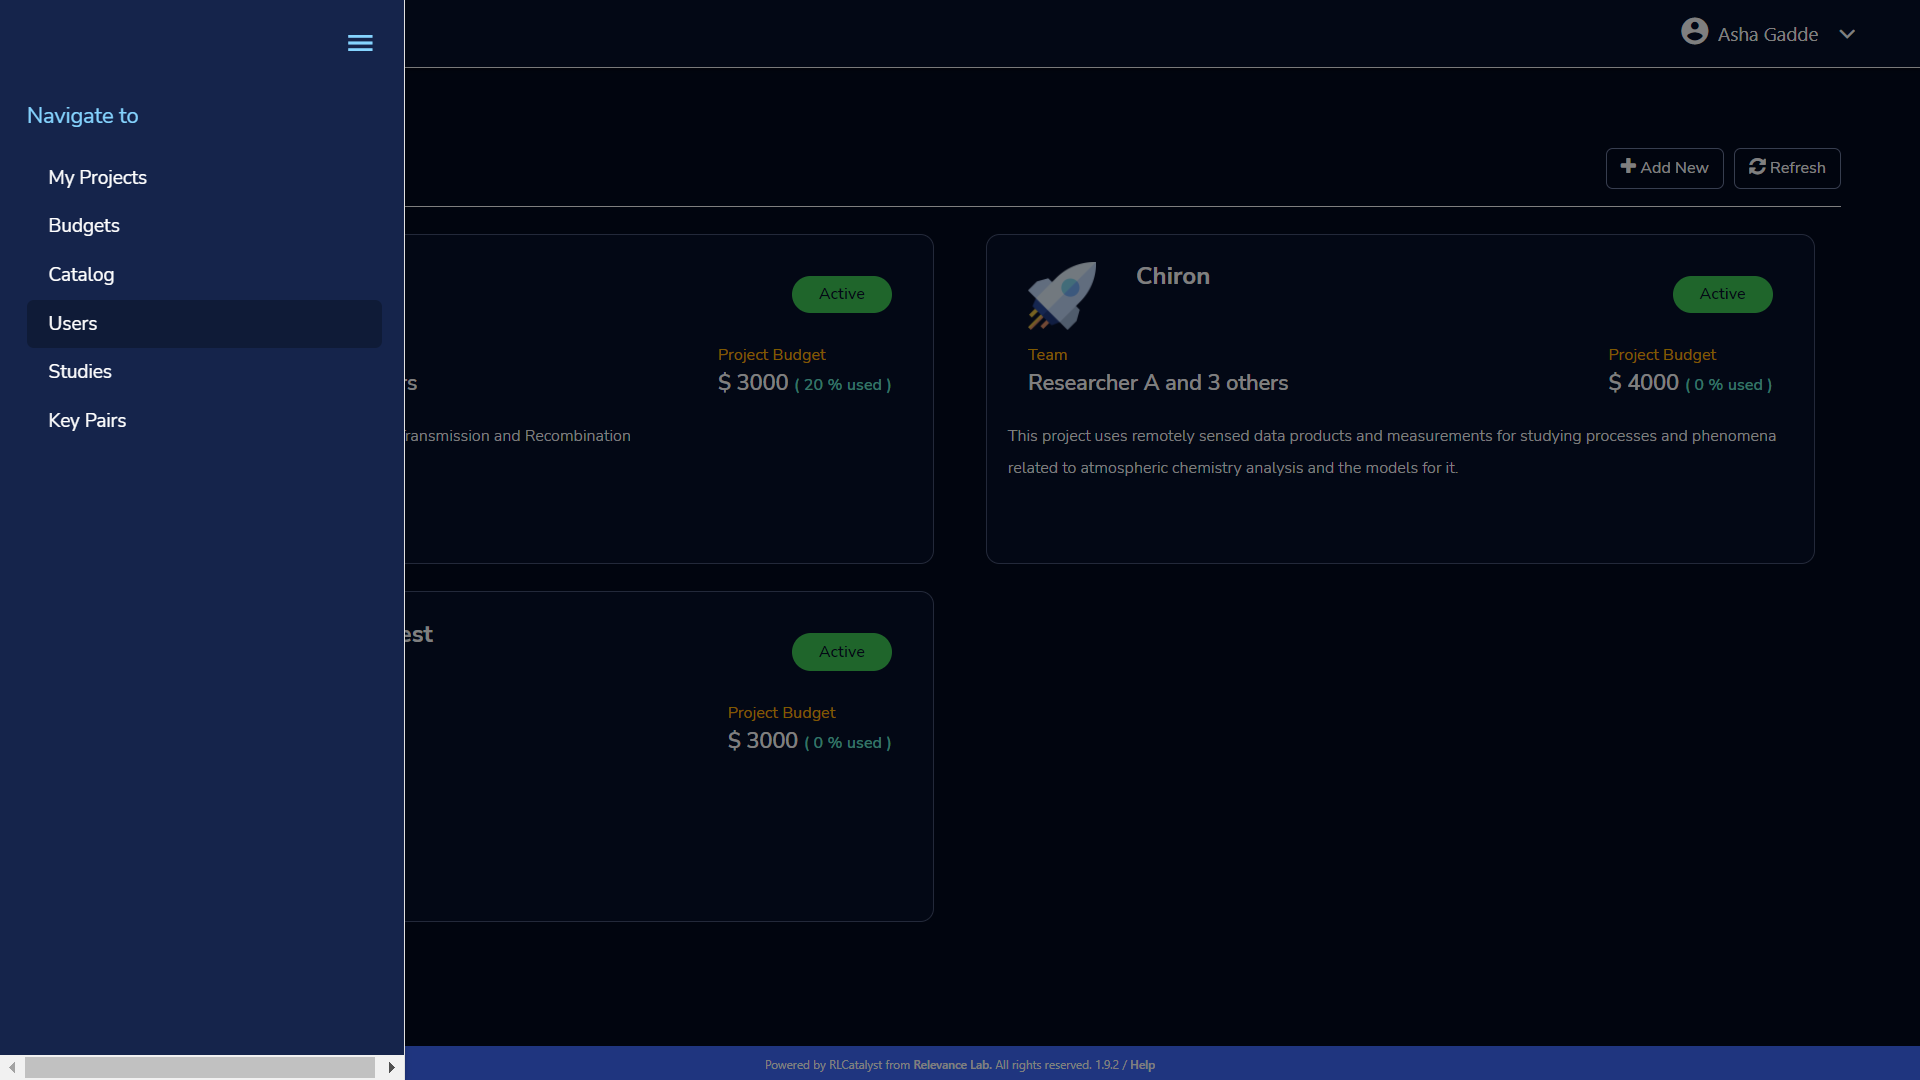 Asha Gadde
Navigate to
My Projects
Budgets
Catalog
Users
Studies
Key Pairs
Add New
Refresh
Active
Project Budget
$ 3000 ( 20 % used )
ransmission and Recombination
Chiron
Active
Team
Project Budget
Researcher A and 3 others
$ 4000 ( 0 % used )
This project uses remotely sensed data products and measurements for studying processes and phenomena
related to atmospheric chemistry analysis and the models for it.
est
Active
Project Budget
$ 3000 ( 0 % used )
Powered by RLCatalyst from Relevance Lab. All rights reserved. 1.9.2 / Help